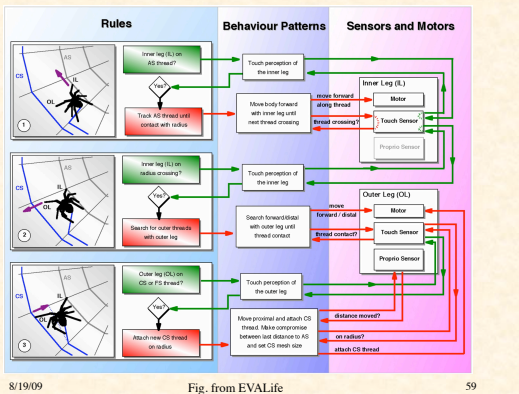 Rules
Behaviour Patterns
Sensors and Motors
AS
CS
IL
OL
1
Inner leg (IL) on
AS thread?
Yes?
Track AS thread until
contact with radius
Touch perception of
the inner leg
Move body forward
with inner leg until
next thread crossing
move forward
along thread
thread crossing?
Inner Leg (IL)
Motor
Touch Sensor
Proprio Sensor
AS
CS
IL
OL
2
Inner leg (IL) on
radius crossing?
Yes?
Search for outer threads
with outer leg
Touch perception of
the inner leg
Search forward/distal
with outer leg until
thread contact
move
forward / distal
thread contact?
Outer Leg (OL)
Motor
Touch Sensor
Proprio Sensor
AS
CS
IL
OL
3
Outer leg (OL) on
CS or FS thread?
Yes?
Attach new CS thread
on radius
Touch perception of
the outer leg
Move proximal and attach CS
thread. Make compromise
between last distance to AS
and set CS mesh size
distance moved?
on radius?
attach CS thread
8/19/09
Fig. from EVALife
59